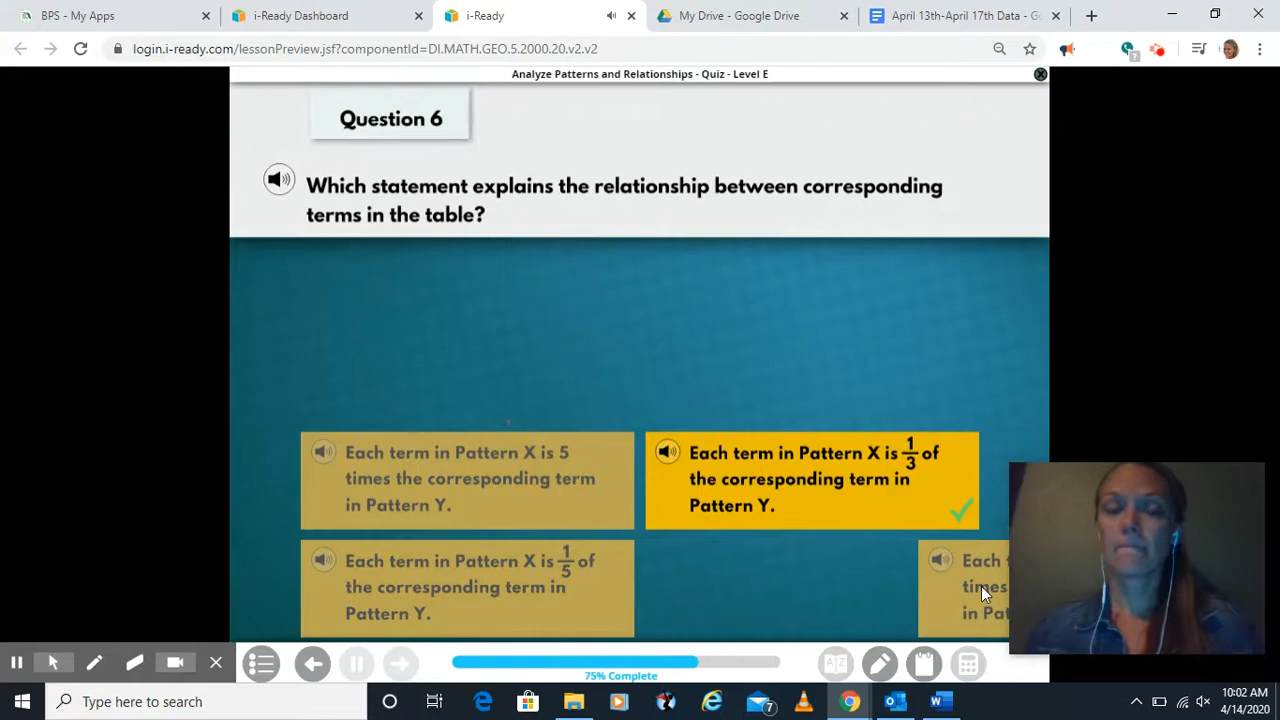 BPS - My Apps
i-Ready Dashboard
i-Ready
My Drive - Google Drive
April 13th-April 17th Data - Go
login.i-ready.com/lessonPreview.jsf?componentId=DI.MATH.GEO.5.2000.20.v2.v2
Analyze Patterns and Relationships - Quiz - Level E
Question 6
Which statement explains the relationship between corresponding
terms in the table?
Each term in Pattern X is 5
times the corresponding term
in Pattern Y.
Each term in Pattern X is 1/3 of
the corresponding term in
Pattern Y.
Each term in Pattern X is 1/5 of
the corresponding term in
Pattern Y.
Each
times
in Pat
A|Z
75% Complete
Type here to search
7
10:02 AM
4/14/2020